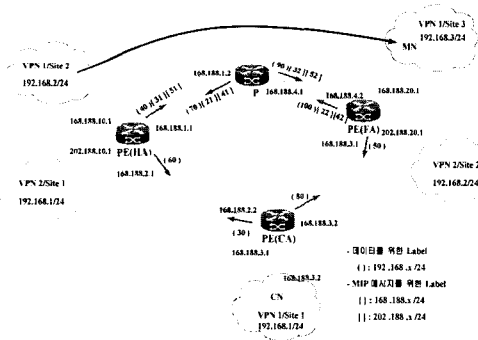 VPN 1/Site 3
192.168.3/24
MN
VPN 1/Site 2
192.168.2/24
168.188.1.2
(90)[32][52]
P
168.188.4.1
168.188.4.2
168.188.20.1
(40)[31][51]
(70)[21][41]
(100)[22][42]
168.188.10.1
168.188.1.1
202.188.10.1
PE(HA)
(60)
168.188.2.1
PE(FA)
202.188.20.1
168.188.3.1
(50)
VPN 2/Site 1
192.168.1/24
VPN 2/Site 2
192.168.2/24
(80)
168.188.2.2
168.188.3.2
(30)
PE(CA)
168.188.3.1
168.188.3.2
CN
VPN 1/Site 1
192.168.1/24
- 데이터를 위한 Label
( ) : 192.168.x/24
- MIP 메시지를 위한 Label
[ ] : 168.188.x/24
[ ] : 202.188.x/24